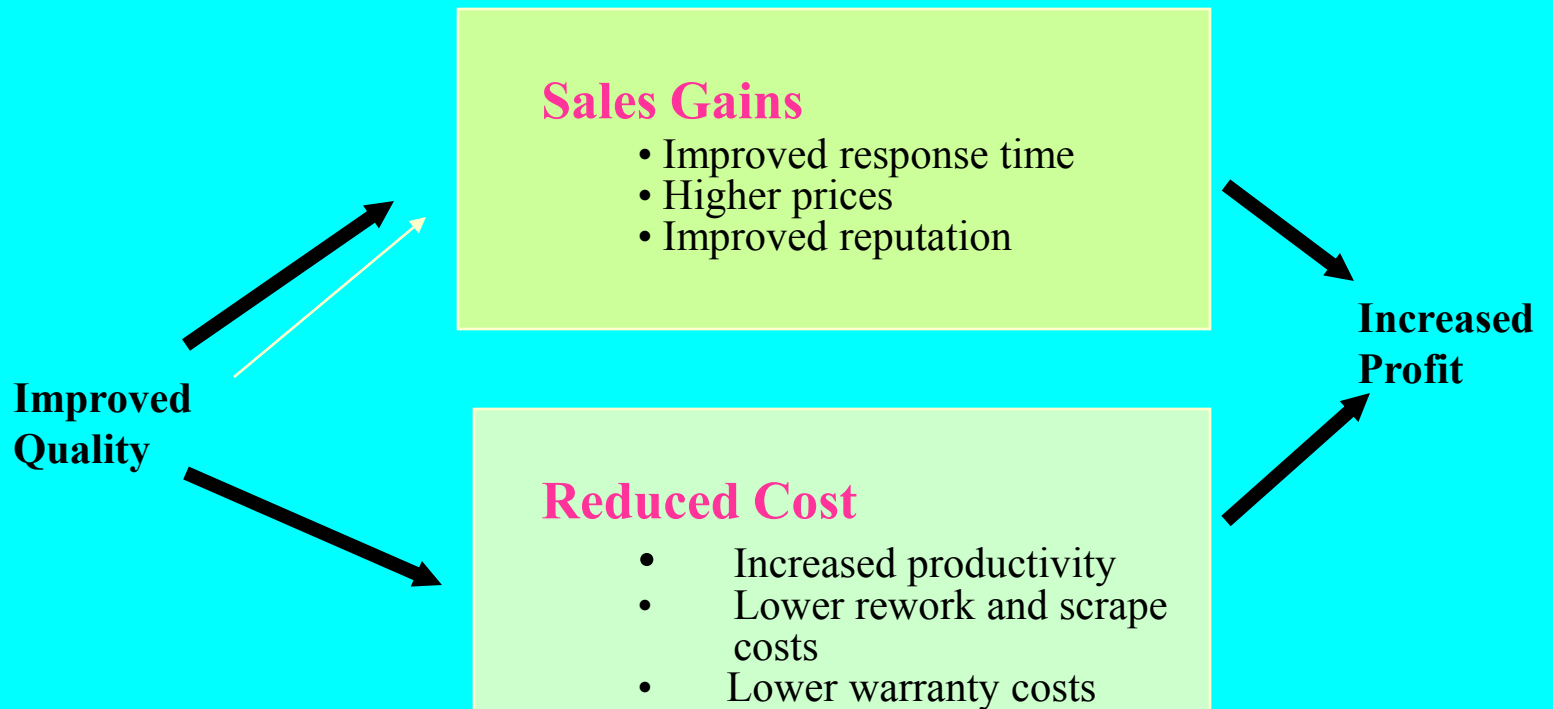 Sales Gains
• Improved response time
• Higher prices
• Improved reputation
Improved
Quality
Increased
Profit
Reduced Cost
• Increased productivity
• Lower rework and scrape
costs
• Lower warranty costs